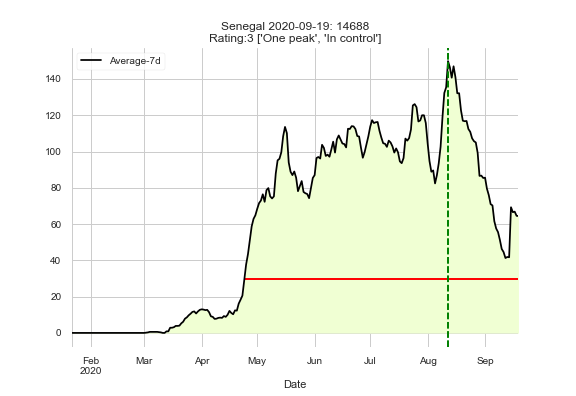 Senegal 2020-09-19: 14688
Rating:3 ['One peak', 'In control']
Average-7d
140
120
100
80
60
40
20
0
Feb
2020
Mar
Apr
May
Jun
Jul
Aug
Sep
Date